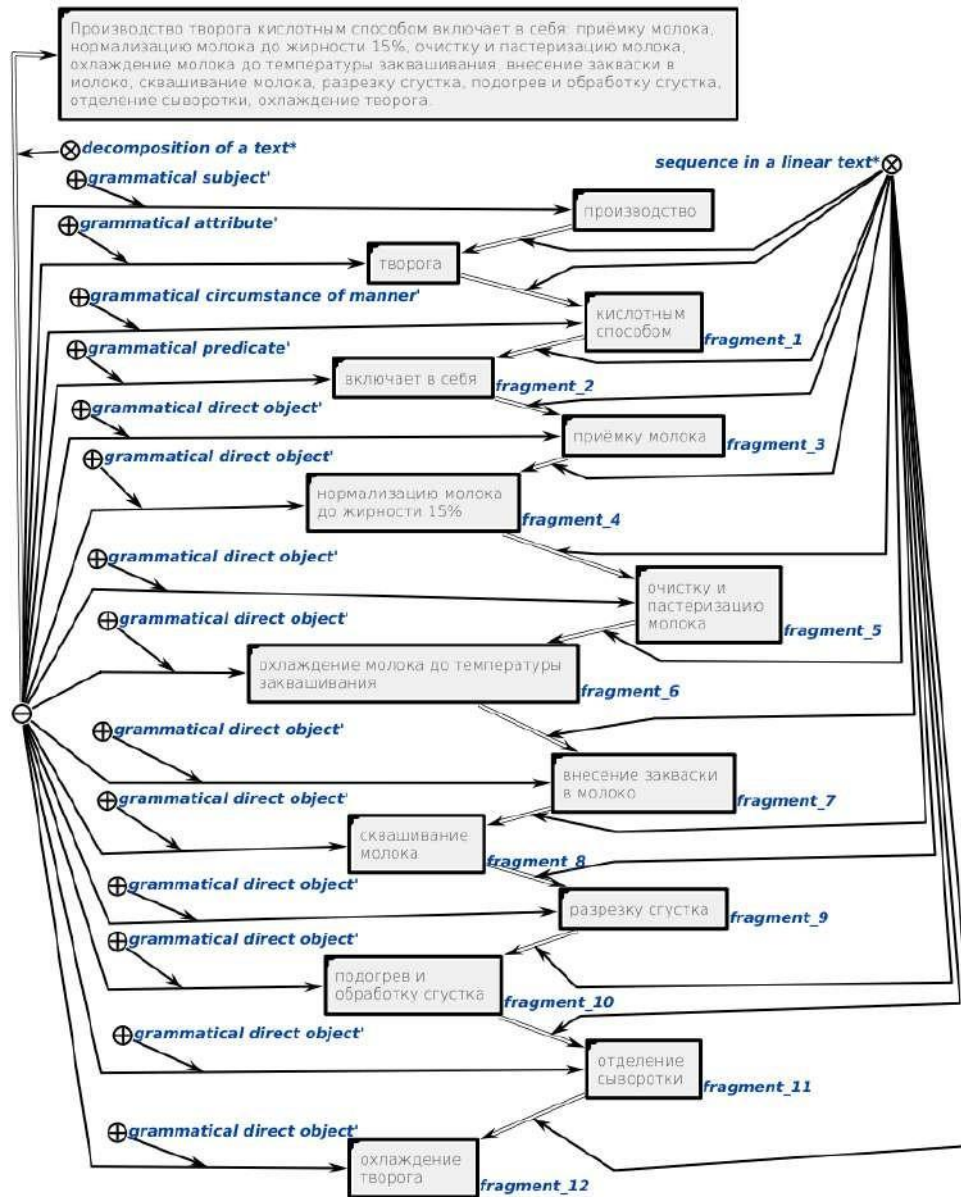 Производство творога кислотным способом включает в себя: приёмку молока,
нормализацию молока до жирности 15%, очистку и пастеризацию молока,
охлаждение молока до температуры заквашивания, внесение закваски в
молоко, сквашивание молока, разрезку сгустка, подогрев и обработку сгустка,
отделение сыворотки, охлаждение творога.
decomposition of a text*
sequence in a linear text*
grammatical subject'
производство
grammatical attribute'
творога
grammatical circumstance of manner'
кислотным
способом
fragment_1
grammatical predicate'
включает в себя
fragment_2
grammatical direct object'
приёмку молока
fragment_3
grammatical direct object'
нормализацию молока
до жирности 15%
fragment_4
grammatical direct object'
очистку и
пастеризацию
молока
fragment_5
grammatical direct object'
охлаждение молока до температуры
заквашивания
fragment_6
grammatical direct object'
внесение закваски
в молоко
fragment_7
grammatical direct object'
сквашивание
молока
fragment_8
grammatical direct object'
разрезку сгустка
fragment_9
grammatical direct object'
подогрев и
обработку сгустка
fragment_10
grammatical direct object'
отделение
сыворотки
fragment_11
grammatical direct object'
охлаждение
творога
fragment_12